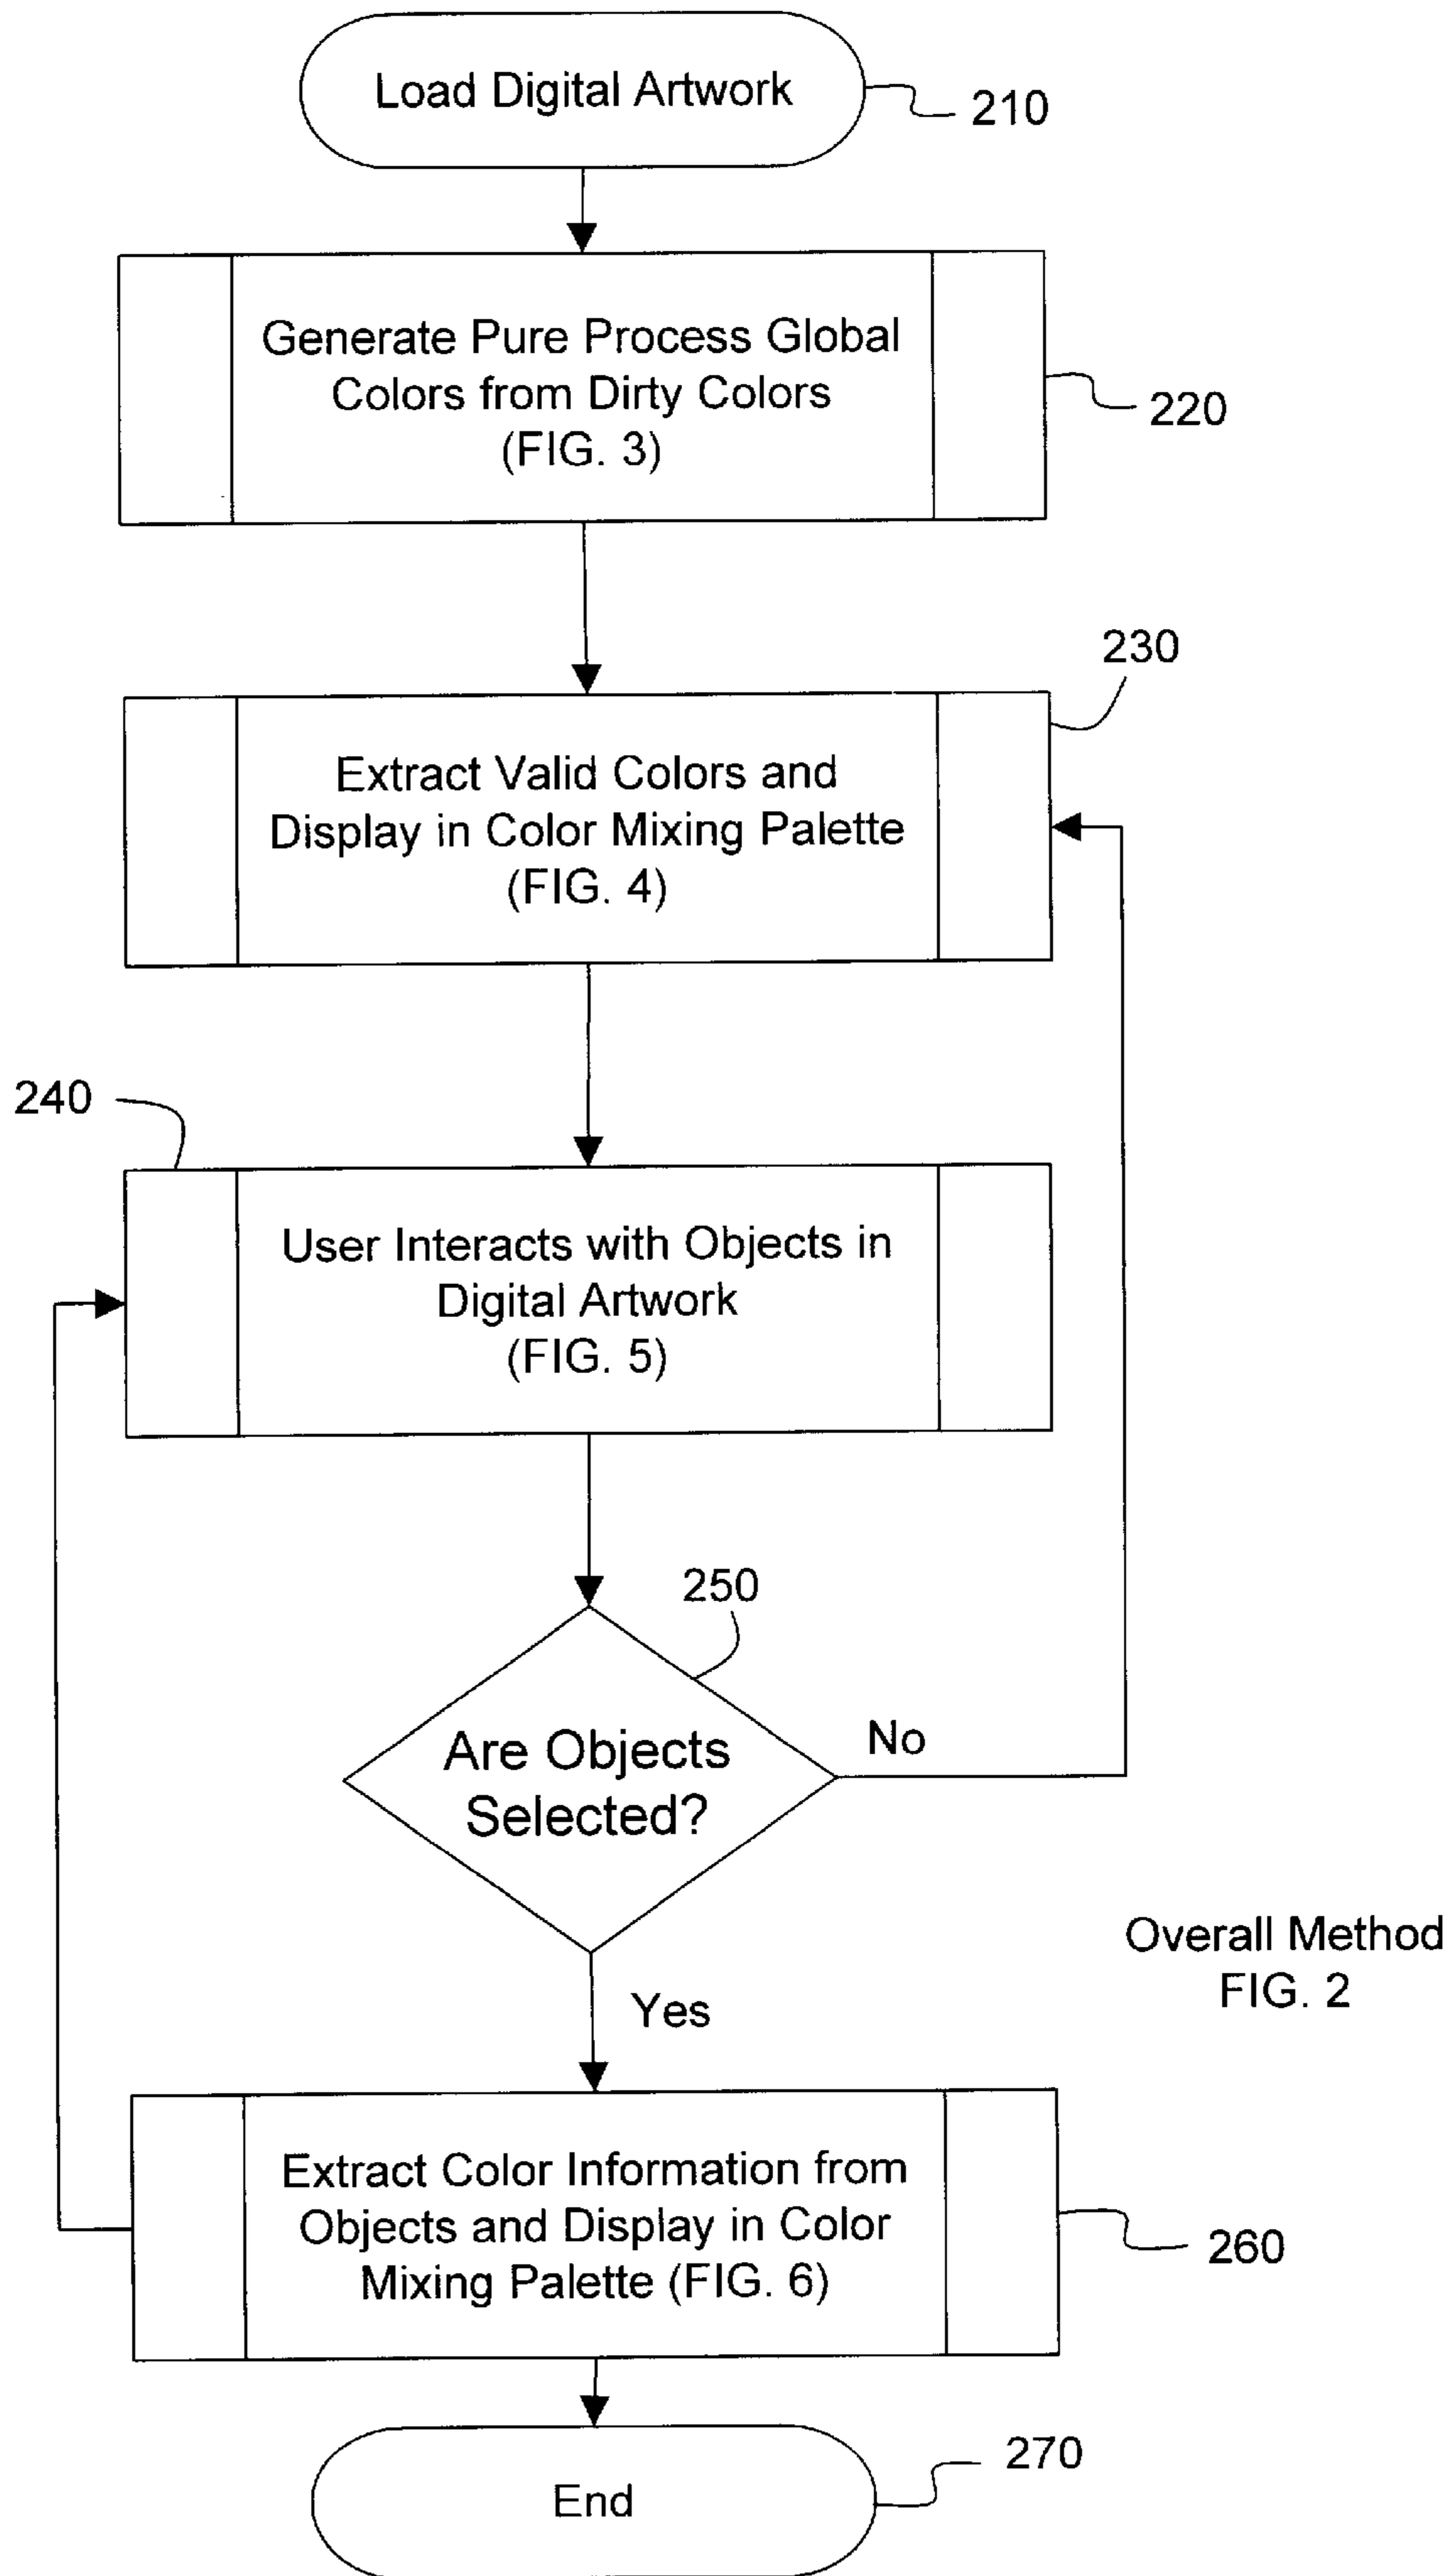 Load Digital Artwork
210
Generate Pure Process Global
Colors from Dirty Colors
(FIG. 3)
220
230
Extract Valid Colors and
Display in Color Mixing Palette
(FIG. 4)
240
User Interacts with Objects in
Digital Artwork
(FIG. 5)
250
Are Objects
Selected?
No
Yes
Overall Method
FIG. 2
Extract Color Information from
Objects and Display in Color
Mixing Palette (FIG. 6)
260
End
270